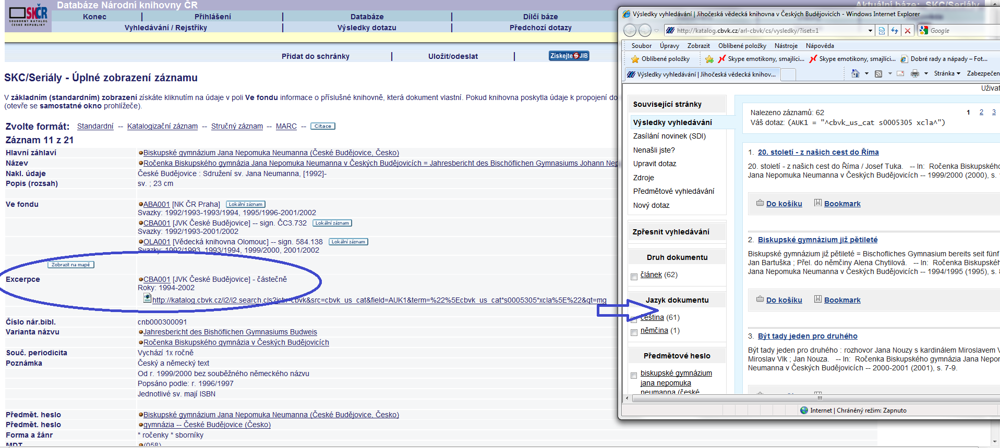 Databáze Národní knihovny ČR
Aktuální báze: SKC/Seriály
SKČR
SOUBORNÝ KATALOG
ČESKÉ REPUBLIKY
Konec | Přihlášení | Databáze | Dílčí báze
Vyhledávání / Rejstříky | Výsledky dotazu | Předchozí dotazy
Přidat do schránky | Uložit/odeslat | Získejte SJIB
SKC/Seriály - Úplné zobrazení záznamu
V základním (standardním) zobrazení získáte kliknutím na údaje v poli Ve fondu informace o příslušné knihovně, která dokument vlastní. Pokud knihovna poskytla údaje k propojení do
(otevře se samostatné okno prohlížeče).
Zvolte formát: Standardní -- Katalogizační záznam -- Stručný záznam -- MARC -- Citace
Záznam 11 z 21
Hlavní záhlaví Biskupské gymnázium Jana Nepomuka Neumanna (České Budějovice, Česko)
Název Ročenka Biskupského gymnázia Jana Nepomuka Neumanna v Českých Budějovicích = Jahresbericht des Bischöflichen Gymnasiums Johann Nep
Nakl. údaje České Budějovice : Sdružení sv. Jana Neumanna, [1992]-
Popis (rozsah) sv. ; 23 cm
Ve fondu ABA001 [NK ČR Praha] Lokální záznam
Svazky: 1992/1993-1993/1994, 1995/1996-2001/2002
CBA001 [JVK České Budějovice] -- sign. ČC3.732 Lokální záznam
Svazky: 1992/1993-2001/2002
OLA001 [Vědecká knihovna Olomouc] -- sign. 584.138 Lokální záznam
Svazky: 1992/1993, 1993/1994, 1999/2000, 2001/2002
Zobrazit na mapě
Excerpce CBA001 [JVK České Budějovice] - částečně
Roky: 1994-2002
http://katalog.cbvk.cz/i2/i2.search.cls?ictx=cbvk&src=cbvk_us_cat&field=AUK1&term=%22%5Ecbvk_us_cat*s0005305*xcla%5E%22&qt=mg
Číslo nár.bibl. cnb000300091
Varianta názvu Jahresbericht des Bishöflichen Gymnasiums Budweis
Ročenka Biskupského gymnázia v Českých Budějovicích
Souč. periodicita Vychází 1x ročně
Poznámka Český a německý text
Od r. 1999/2000 bez souběžného německého názvu
Popsáno podle: r. 1996/1997
Jednotlivé sv. mají ISBN
Předmět. heslo Biskupské gymnázium Jana Nepomuka Neumanna (České Budějovice, Česko)
Předmět. heslo gymnázia -- České Budějovice (Česko)
Forma a žánr * ročenky * sborníky
MDT (058)
Výsledky vyhledávání | Jihočeská vědecká knihovna v Českých Budějovicích - Windows Internet Explorer
http://katalog.cbvk.cz/arl-cbvk/cs/vysledky/?iset=1 Google
Soubor Úpravy Zobrazit Oblíbené položky Nástroje Nápověda
Oblíbené položky Skype emotikony, smajlíci... Skype emotikony, smajlíci... Dobré rady a nápady – Fot...
Výsledky vyhledávání | Jihočeská vědecká knihov... Stránka Zabezpečen
Uživat
Související stránky
Výsledky vyhledávání
Zasílání novinek (SDI)
Nenašli jste?
Upravit dotaz
Zdroje
Předmětové vyhledávání
Nový dotaz
Zpřesnit vyhledávání
Druh dokumentu
článek (62)
Jazyk dokumentu
čeština (61)
němčina (1)
Předmětové heslo
biskupské gymnázium
jana nepomuka
neumanna (české
Nalezeno záznamů: 62 1 2 3
Váš dotaz: (AUK1 = "^cbvk_us_cat s0005305 xcla^")
1. 20. století - z našich cest do Říma
20. století - z našich cest do Říma / Josef Tuka. -- In: Ročenka Biskupského
Jana Nepomuka Neumanna v Českých Budějovicích -- 1999/2000 (2000), s.
Do košíku Bookmark
2. Biskupské gymnázium již pětileté
Biskupské gymnázium již pětileté = Bischofliches Gymnasium bereits seit fünf
Jan Bartuška ; Přel. do němčiny Alena Chytilová. -- In: Ročenka Biskupského
Jana Nepomuka Neumanna v Českých Budějovicích -- 1994/1995 (1995), s. 8
Do košíku Bookmark
3. Být tady jeden pro druhého
Být tady jeden pro druhého : rozhovor Jana Nouzy s kardinálem Miroslavem V
Miroslav Vlk ; Jan Nouza. -- In: Ročenka Biskupského gymnázia Jana Nepor
Neumanna v Českých Budějovicích -- 2000-2001 (2001), s. 7-9.
Internet | Chráněný režim: Zapnuto